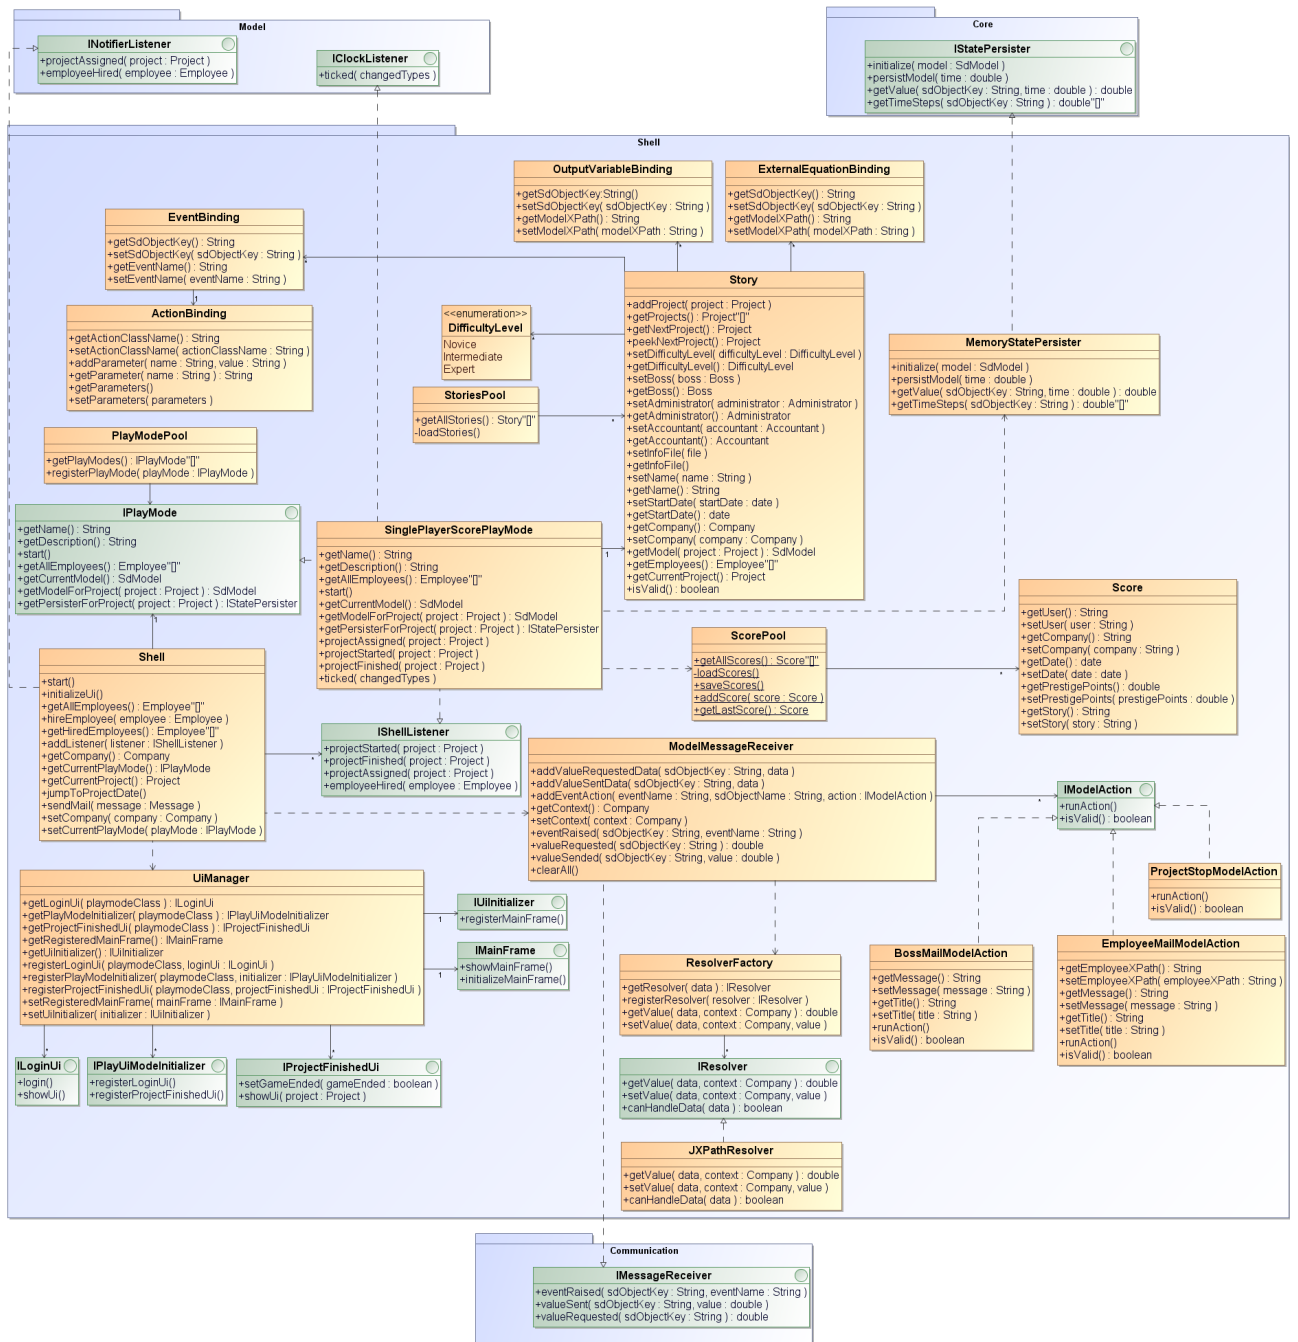 Model
INotifierListener
+projectAssigned( project : Project )
+employeeHired( employee : Employee )
IClockListener
+ticked( changedTypes )
Core
IStatePersister
+initialize( model : SdModel )
+persistModel( time : double )
+getValue( sdObjectKey : String, time : double ) : double
+getTimeSteps( sdObjectKey : String ) : double"[]"
Shell
OutputVariableBinding
+getSdObjectKey:String()
+setSdObjectKey( sdObjectKey : String )
+getModelXPath() : String
+setModelXPath( modelXPath : String )
*
ExternalEquationBinding
+getSdObjectKey() : String
+setSdObjectKey( sdObjectKey : String )
+getModelXPath() : String
+setModelXPath( modelXPath : String )
*
EventBinding
+getSdObjectKey() : String
+setSdObjectKey( sdObjectKey : String )
+getEventName() : String
+setEventName( eventName : String )
*
1
ActionBinding
+getActionClassName() : String
+setActionClassName( actionClassName : String )
+addParameter( name : String, value : String )
+getParameter( name : String ) : String
+getParameters()
+setParameters( parameters )
<<enumeration>>
DifficultyLevel
Novice
Intermediate
Expert
*
StoriesPool
+getAllStories() : Story"[]"
-loadStories()
*
Story
+addProject( project : Project )
+getProjects() : Project"[]"
+getNextProject() : Project
+peekNextProject() : Project
+setDifficultyLevel( difficultyLevel : DifficultyLevel )
+getDifficultyLevel() : DifficultyLevel
+setBoss( boss : Boss )
+getBoss() : Boss
+setAdministrator( administrator : Administrator )
+getAdministrator() : Administrator
+setAccountant( accountant : Accountant )
+getAccountant() : Accountant
+setInfoFile( file )
+getInfoFile()
+setName( name : String )
+getName() : String
+setStartDate( startDate : date )
+getStartDate() : date
+getCompany() : Company
+setCompany( company : Company )
+getModel( project : Project ) : SdModel
+getEmployees() : Employee"[]"
+getCurrentProject() : Project
+isValid() : boolean
MemoryStatePersister
+initialize( model : SdModel )
+persistModel( time : double )
+getValue( sdObjectKey : String, time : double ) : double
+getTimeSteps( sdObjectKey : String ) : double"[]"
PlayModePool
+getPlayModes() : IPlayMode"[]"
+registerPlayMode( playMode : IPlayMode )
IPlayMode
+getName() : String
+getDescription() : String
+start()
+getAllEmployees() : Employee"[]"
+getCurrentModel() : SdModel
+getModelForProject( project : Project ) : SdModel
+getPersisterForProject( project : Project ) : IStatePersister
1
SinglePlayerScorePlayMode
+getName() : String
+getDescription() : String
+getAllEmployees() : Employee"[]"
+start()
+getCurrentModel() : SdModel
+getModelForProject( project : Project ) : SdModel
+getPersisterForProject( project : Project ) : IStatePersister
+projectAssigned( project : Project )
+projectStarted( project : Project )
+projectFinished( project : Project )
+ticked( changedTypes )
1
Score
+getUser() : String
+setUser( user : String )
+getCompany() : String
+setCompany( company : String )
+getDate() : date
+setDate( date : date )
+getPrestigePoints() : double
+setPrestigePoints( prestigePoints : double )
+getStory() : String
+setStory( story : String )
ScorePool
+getAllScores() : Score"[]"
-loadScores()
+saveScores()
+addScore( score : Score )
+getLastScore() : Score
*
Shell
+start()
+initializeUi()
+getAllEmployees() : Employee"[]"
+hireEmployee( employee : Employee )
+getHiredEmployees() : Employee"[]"
+addListener( listener : IShellListener )
+getCompany() : Company
+getCurrentPlayMode() : IPlayMode
+getCurrentProject() : Project
+jumpToProjectDate()
+sendMail( message : Message )
+setCompany( company : Company )
+setCurrentPlayMode( playMode : IPlayMode )
*
IShellListener
+projectStarted( project : Project )
+projectFinished( project : Project )
+projectAssigned( project : Project )
+employeeHired( employee : Employee )
ModelMessageReceiver
+addValueRequestedData( sdObjectKey : String, data )
+addValueSentData( sdObjectKey : String, data )
+addEventAction( eventName : String, sdObjectName : String, action : IModelAction )
+getContext() : Company
+setContext( context : Company )
+eventRaised( sdObjectKey : String, eventName : String )
+valueRequested( sdObjectKey : String ) : double
+valueSended( sdObjectKey : String, value : double )
+clearAll()
*
IModelAction
+runAction()
+isValid() : boolean
ProjectStopModelAction
+runAction()
+isValid() : boolean
UiManager
+getLoginUi( playmodeClass ) : ILoginUi
+getPlayModeInitializer( playmodeClass ) : IPlayUiModeInitializer
+getProjectFinishedUi( playmodeClass ) : IProjectFinishedUi
+getRegisteredMainFrame() : IMainFrame
+getUiInitializer() : IUiInitializer
+registerLoginUi( playmodeClass, loginUi : ILoginUi )
+registerPlayModeInitializer( playmodeClass, initializer : IPlayUiModeInitializer )
+registerProjectFinishedUi( playmodeClass, projectFinishedUi : IProjectFinishedUi )
+setRegisteredMainFrame( mainFrame : IMainFrame )
+setUiInitializer( initializer : IUiInitializer )
1
IUiInitializer
+registerMainFrame()
1
IMainFrame
+showMainFrame()
+initializeMainFrame()
BossMailModelAction
+getMessage() : String
+setMessage( message : String )
+getTitle() : String
+setTitle( title : String )
+runAction()
+isValid() : boolean
EmployeeMailModelAction
+getEmployeeXPath() : String
+setEmployeeXPath( employeeXPath : String )
+getMessage() : String
+setMessage( message : String )
+getTitle() : String
+setTitle( title : String )
+runAction()
+isValid() : boolean
ResolverFactory
+getResolver( data ) : IResolver
+registerResolver( resolver : IResolver )
+getValue( data, context : Company ) : double
+setValue( data, context : Company, value )
*
*
*
*
ILoginUi
+login()
+showUi()
IPlayUiModeInitializer
+registerLoginUi()
+registerProjectFinishedUi()
IProjectFinishedUi
+setGameEnded( gameEnded : boolean )
+showUi( project : Project )
IResolver
+getValue( data, context : Company ) : double
+setValue( data, context : Company, value )
+canHandleData( data ) : boolean
JXPathResolver
+getValue( data, context : Company ) : double
+setValue( data, context : Company, value )
+canHandleData( data ) : boolean
Communication
IMessageReceiver
+eventRaised( sdObjectKey : String, eventName : String )
+valueSent( sdObjectKey : String, value : double )
+valueRequested( sdObjectKey : String ) : double